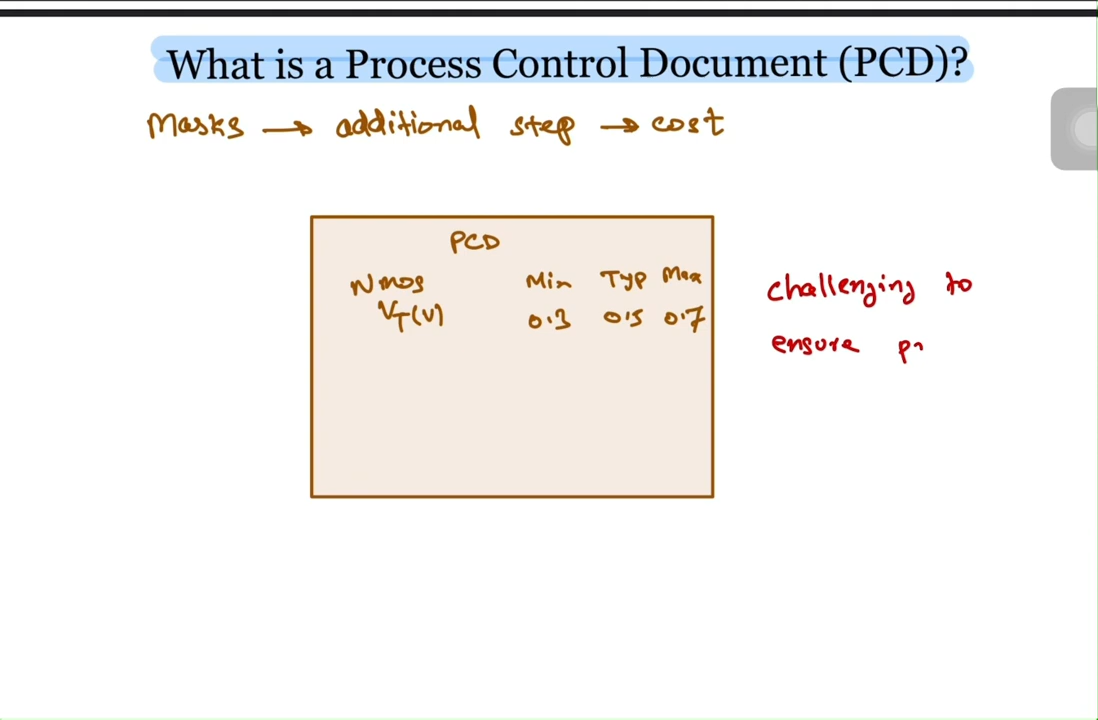 What is a Process Control Document (PCD)?
Masks → additional step → cost
PCD
Nmos Min Typ Max
VT(V) 0.3 0.5 0.7
challenging to
ensure